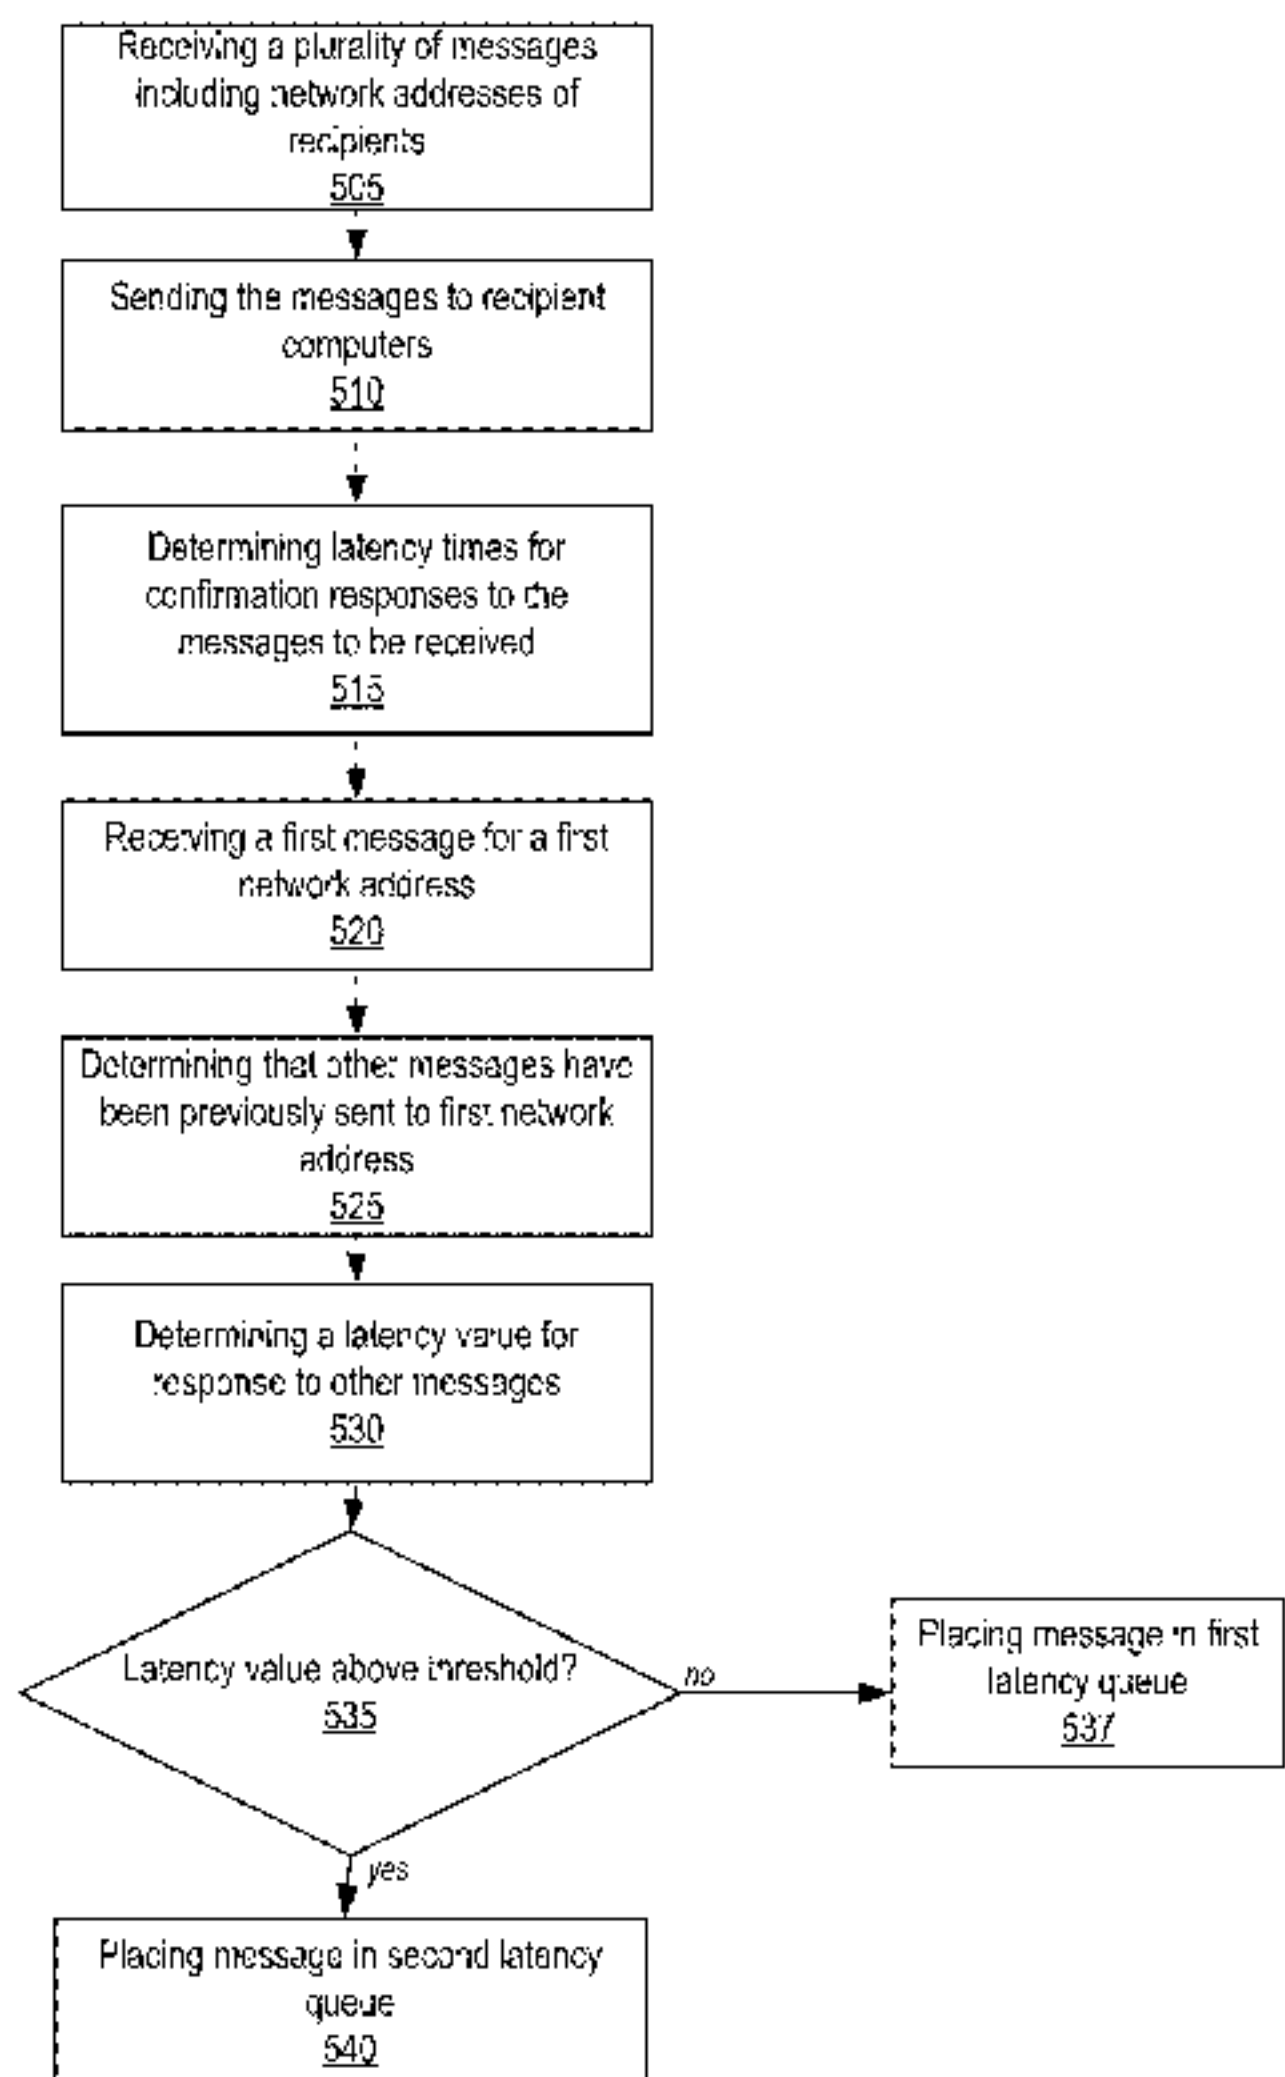 Receiving a plurality of messages
including network addresses of
recipients
505
Sending the messages to recipient
computers
510
Determining latency times for
confirmation responses to the
messages to be received
515
Receiving a first message for a first
network address
520
Determining that other messages have
been previously sent to first network
address
525
Determining a latency value for
response to other messages
530
Latency value above threshold?
535
no
Placing message in first
latency queue
537
yes
Placing message in second latency
queue
540